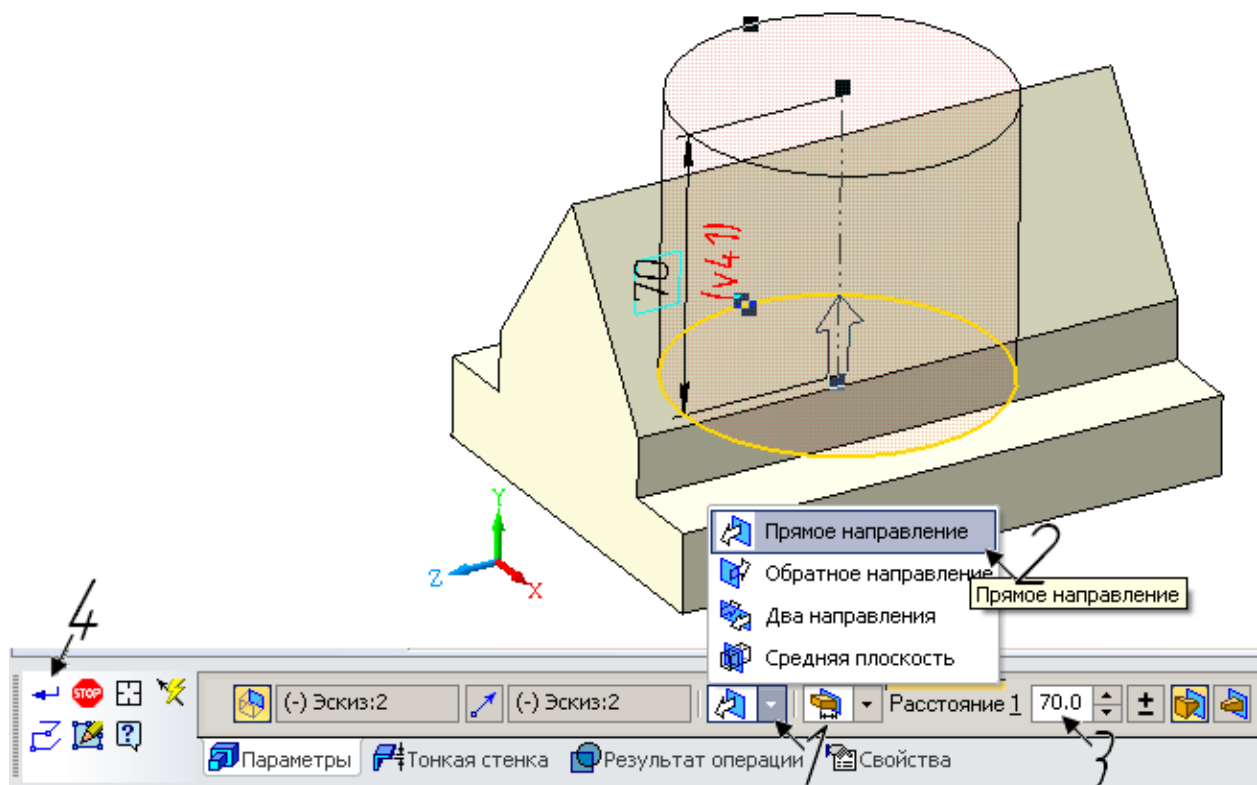 70
(v41)
Y
Z
X
Прямое направление
2
Обратное направление
Прямое направление
Два направления
Средняя плоскость
4
STOP
(-) Эскиз:2
(-) Эскиз:2
Расстояние 1
70.0
±
1
3
Параметры
Тонкая стенка
Результат операции
Свойства